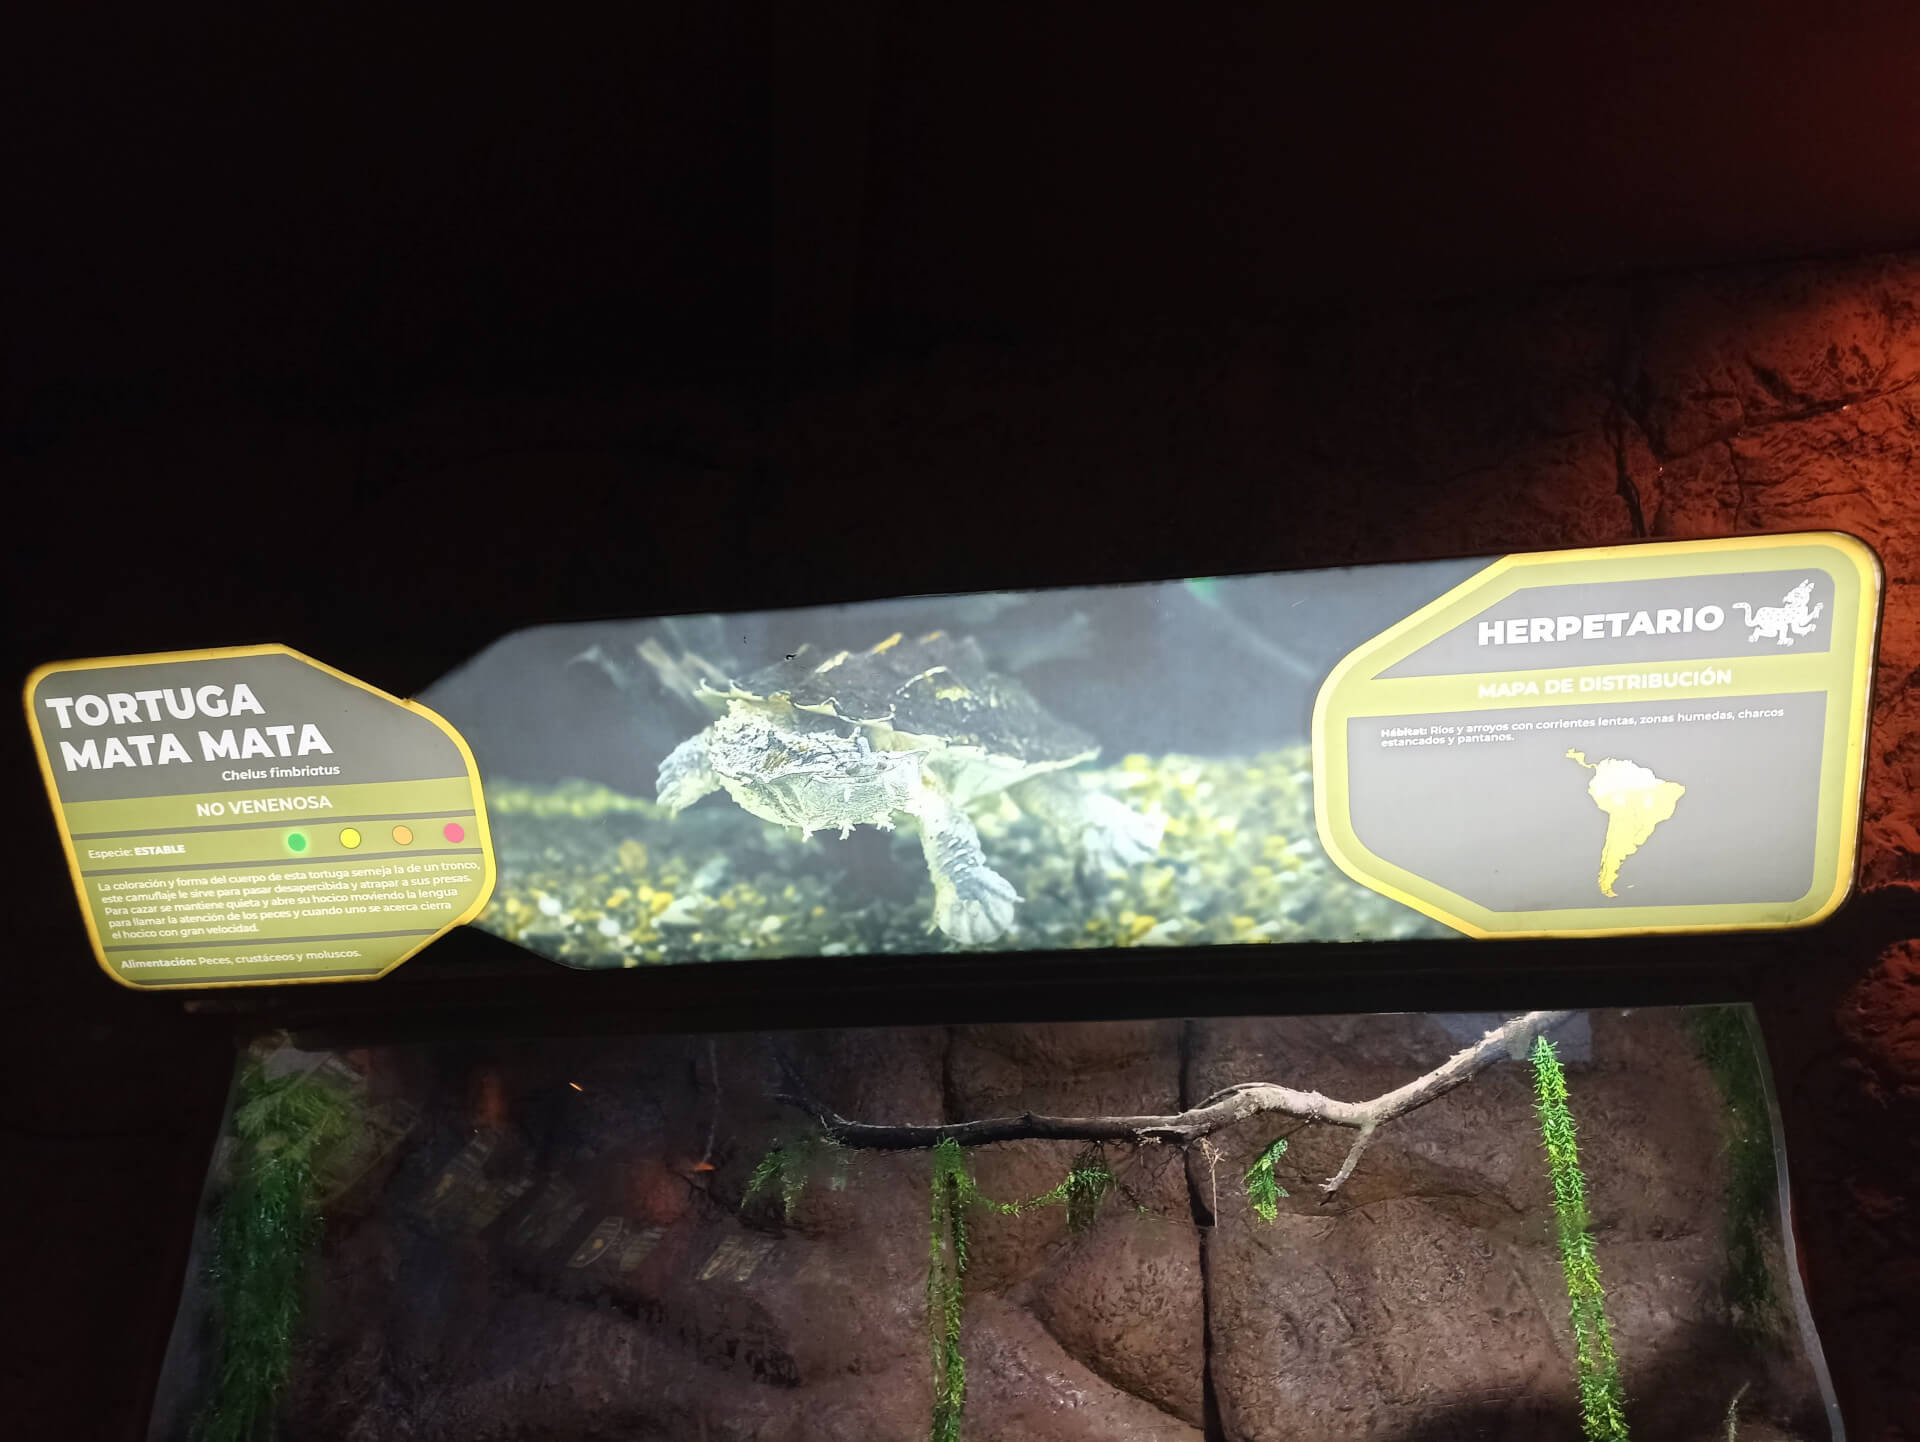 TORTUGA
MATA MATA
Chelus fimbriatus
NO VENENOSA
Especie: ESTABLE
La coloración y forma del cuerpo de esta tortuga semeja la de un tronco,
este camuflaje le sirve para pasar desapercibida y atrapar a sus presas.
Para cazar se mantiene quieta y abre su hocico moviendo la lengua
para llamar la atención de los peces y cuando uno se acerca cierra
el hocico con gran velocidad.
Alimentación: Peces, crustáceos y moluscos.
HERPETARIO
MAPA DE DISTRIBUCIÓN
Hábitat: Ríos y arroyos con corrientes lentas, zonas humedas, charcos
estancados y pantanos.